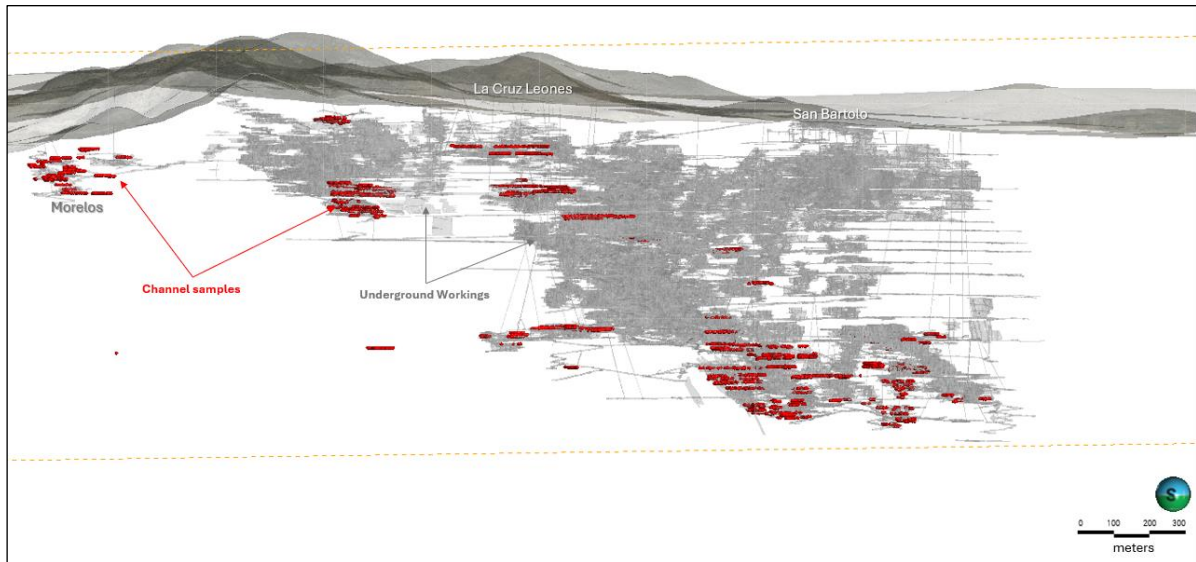 La Cruz Leones
San Bartolo
Morelos
Channel samples
Underground Workings
S
0 100 200 300
meters